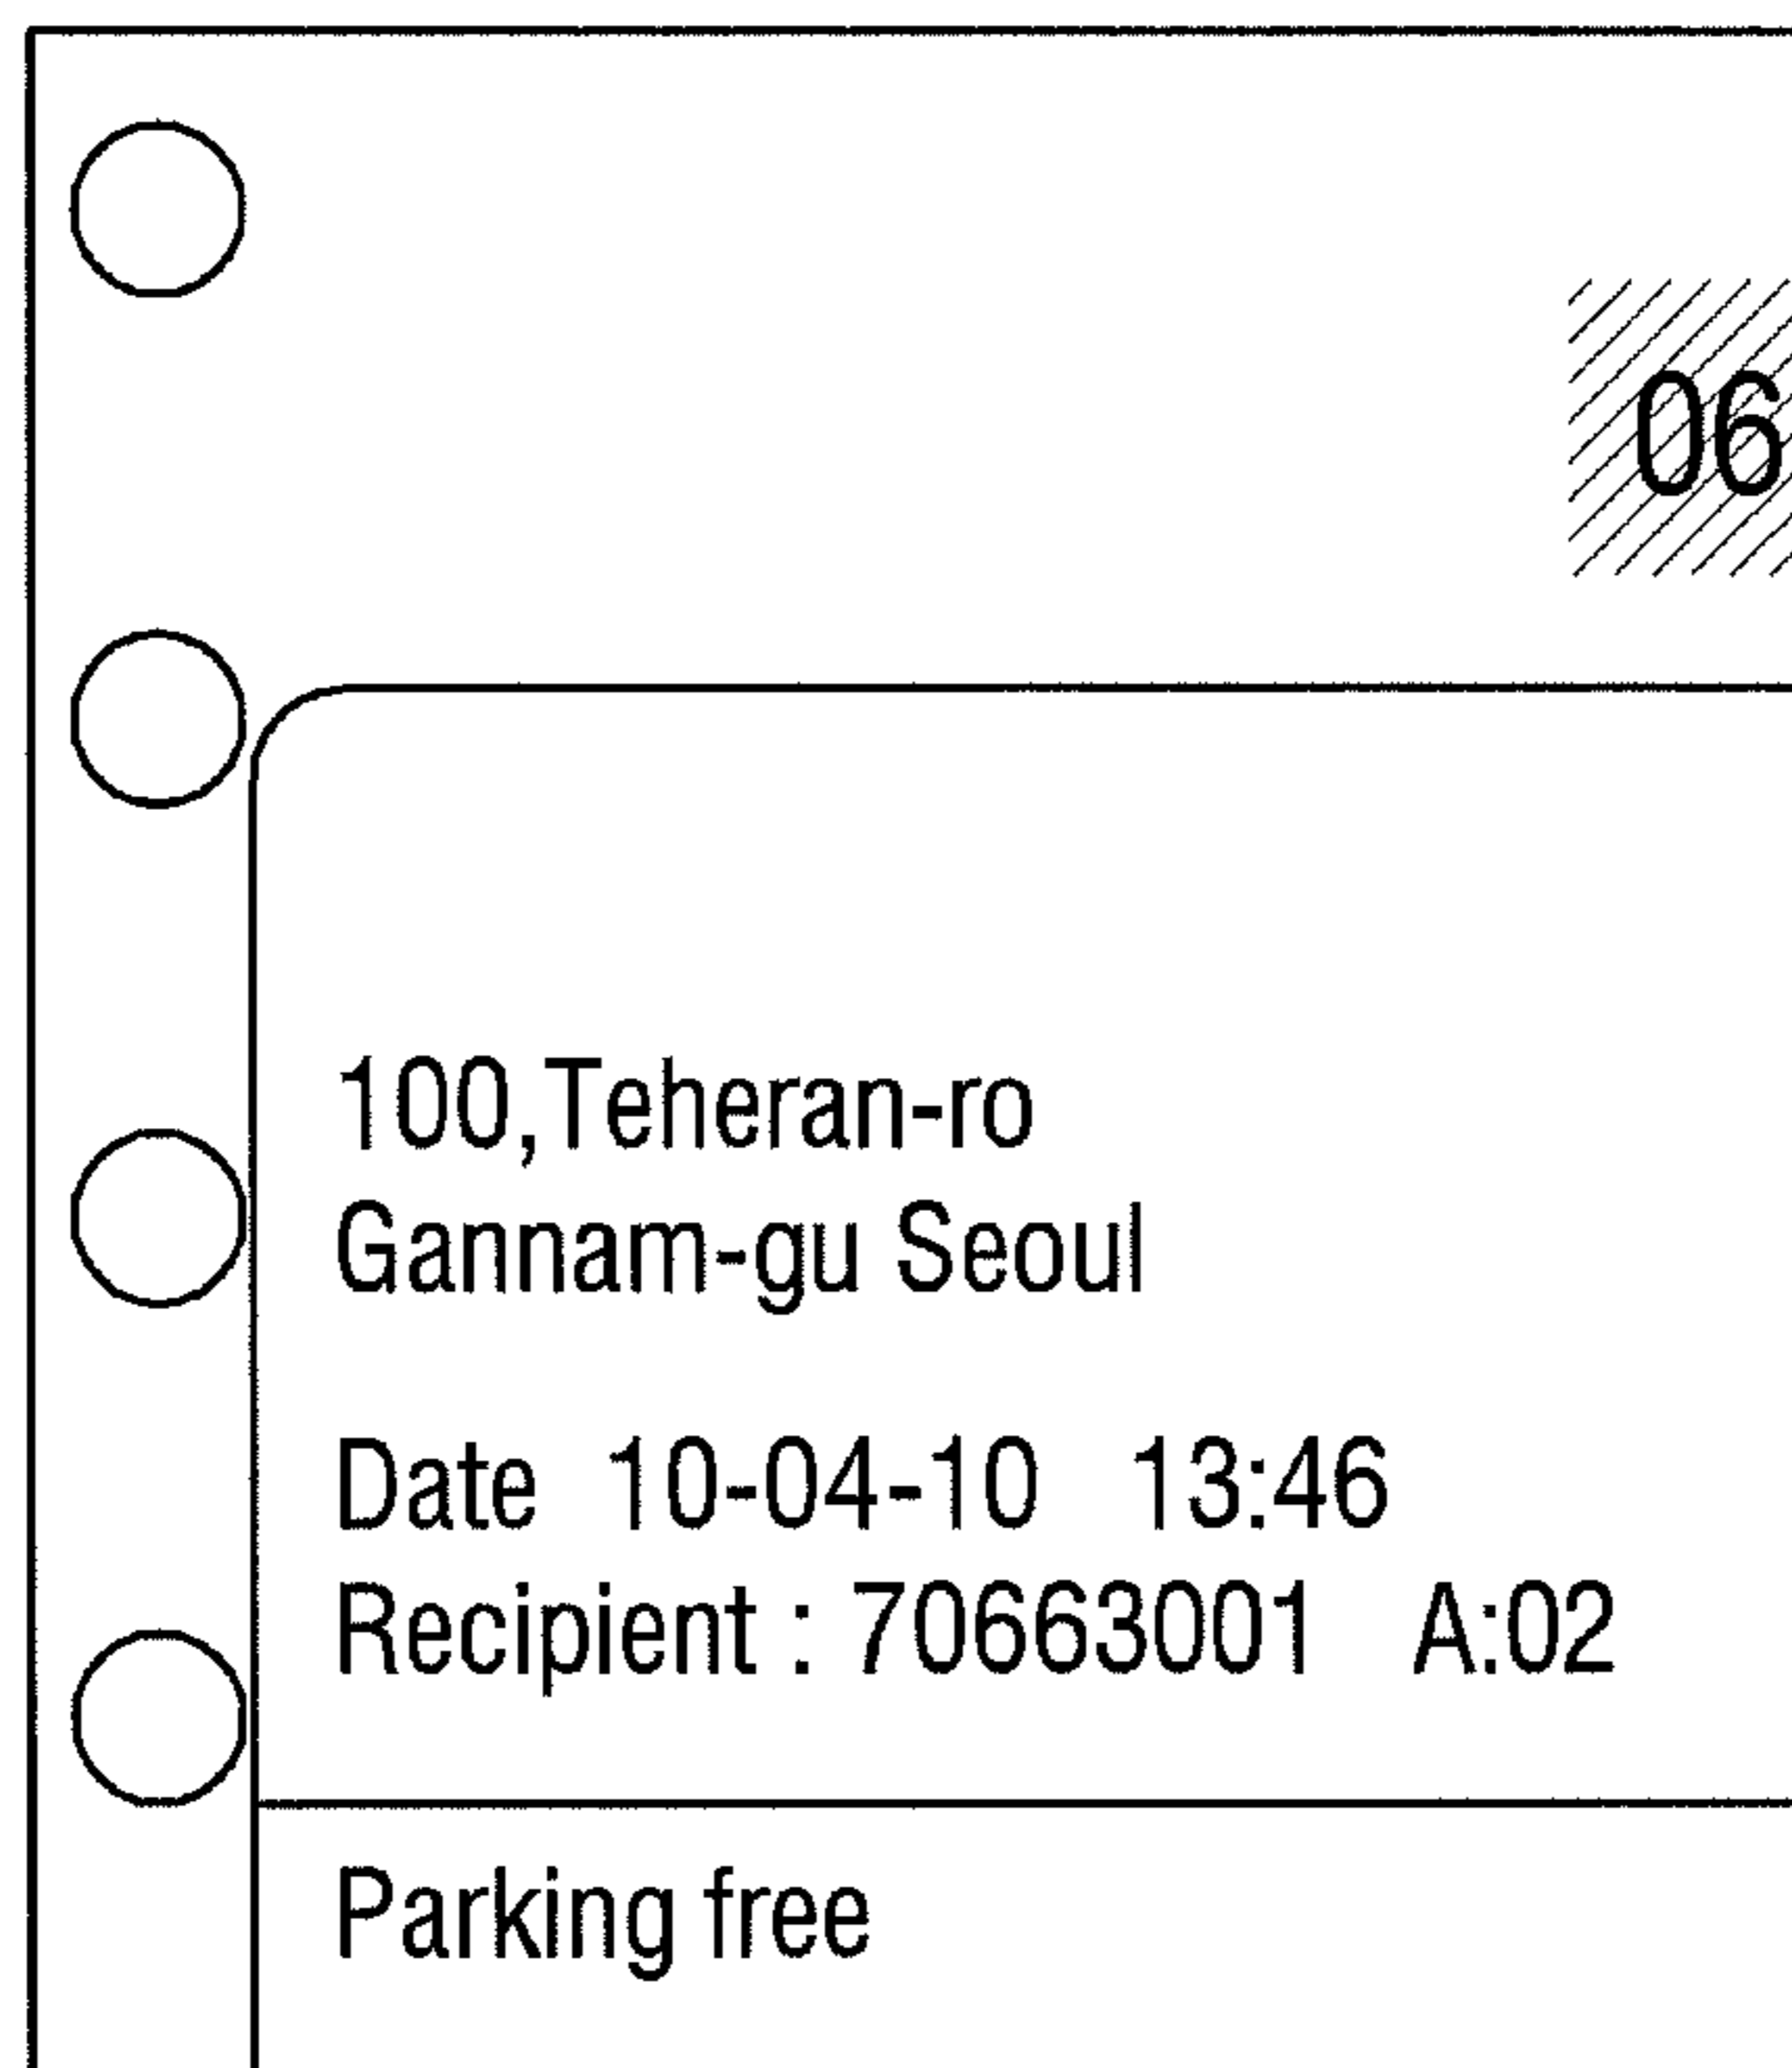 06
100,Teheran-ro
Gannam-gu Seoul
Date 10-04-10 13:46
Recipient : 70663001 A:02
Parking free